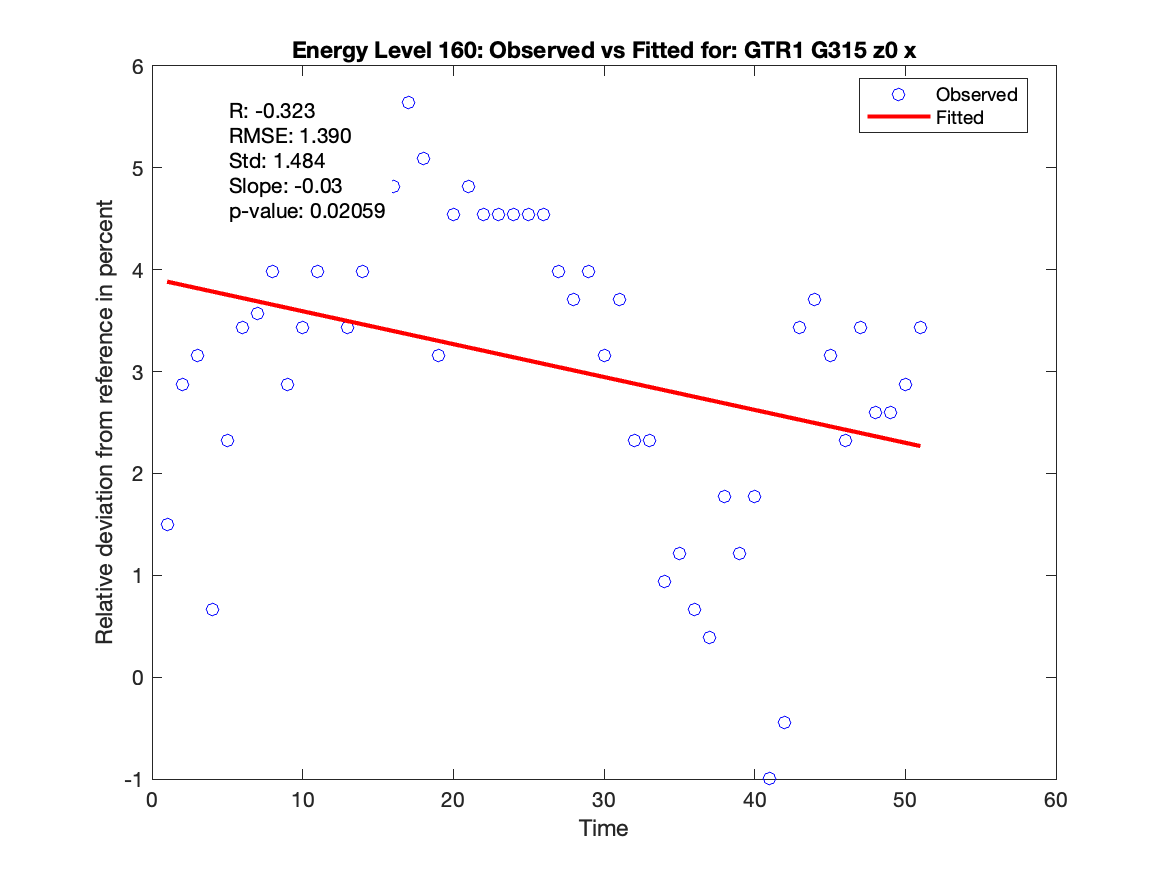 Energy Level 160: Observed vs Fitted for: GTR1 G315 z0 x
R: -0.323
RMSE: 1.390
Std: 1.484
Slope: -0.03
p-value: 0.02059
Observed
Fitted
Relative deviation from reference in percent
6
5
4
3
2
1
0
-1
0 10 20 30 40 50 60
Time